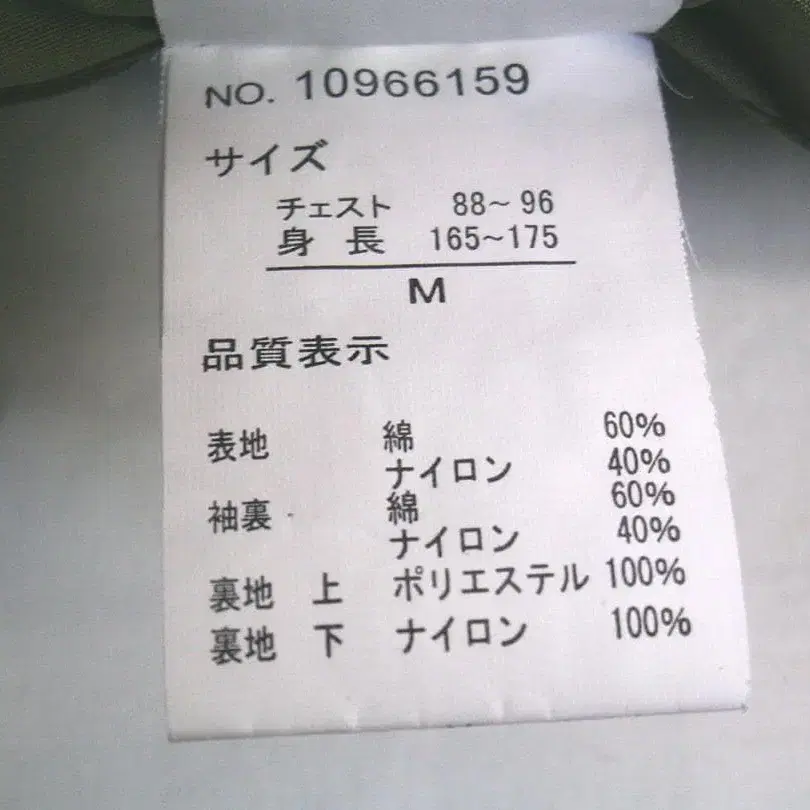 NO. 10966159
サイズ
チェスト 88~96
身 長 165~175
M
品質表示
表地 綿 60%
ナイロン 40%
袖裏 綿 60%
ナイロン 40%
裏地 上 ポリエステル 100%
裏地 下 ナイロン 100%